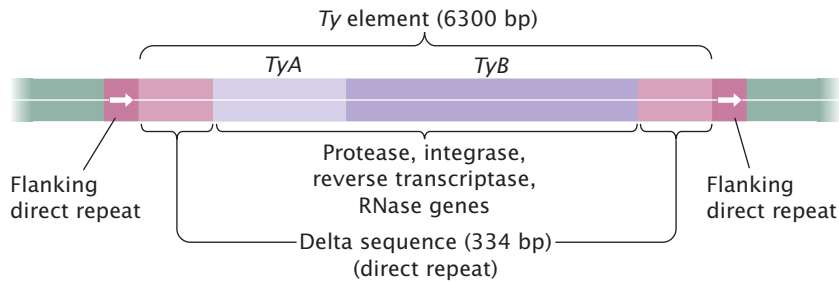 Ty element (6300 bp)
TyA
TyB
Protease, integrase,
reverse transcriptase,
RNase genes
Flanking
direct repeat
Flanking
direct repeat
Delta sequence (334 bp)
(direct repeat)